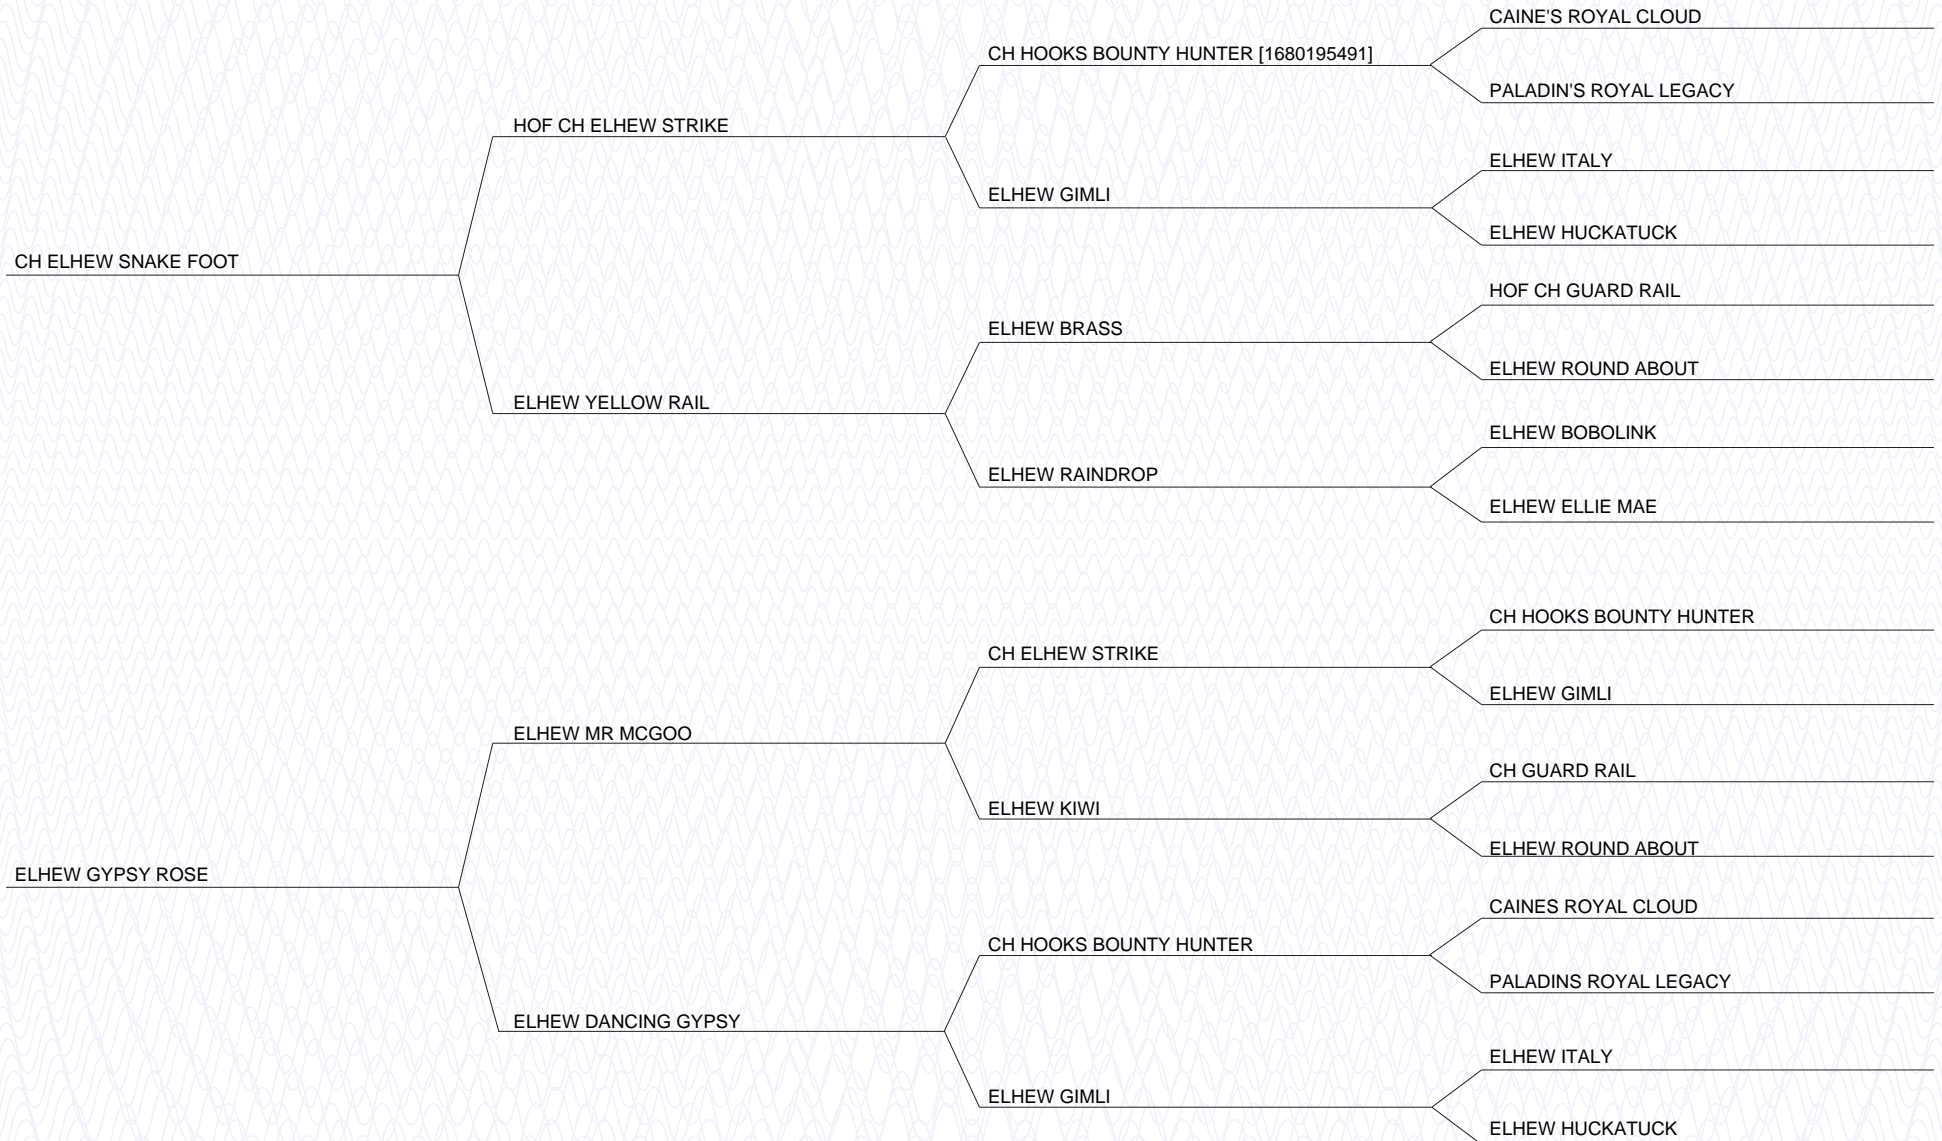 CAINE'S ROYAL CLOUD
CH HOOKS BOUNTY HUNTER [1680195491]
PALADIN'S ROYAL LEGACY
HOF CH ELHEW STRIKE
ELHEW ITALY
ELHEW GIMLI
ELHEW HUCKATUCK
CH ELHEW SNAKE FOOT
HOF CH GUARD RAIL
ELHEW BRASS
ELHEW ROUND ABOUT
ELHEW YELLOW RAIL
ELHEW BOBOLINK
ELHEW RAINDROP
ELHEW ELLIE MAE
CH HOOKS BOUNTY HUNTER
CH ELHEW STRIKE
ELHEW GIMLI
ELHEW MR MCGOO
CH GUARD RAIL
ELHEW KIWI
ELHEW ROUND ABOUT
ELHEW GYPSY ROSE
CAINES ROYAL CLOUD
CH HOOKS BOUNTY HUNTER
PALADINS ROYAL LEGACY
ELHEW DANCING GYPSY
ELHEW ITALY
ELHEW GIMLI
ELHEW HUCKATUCK